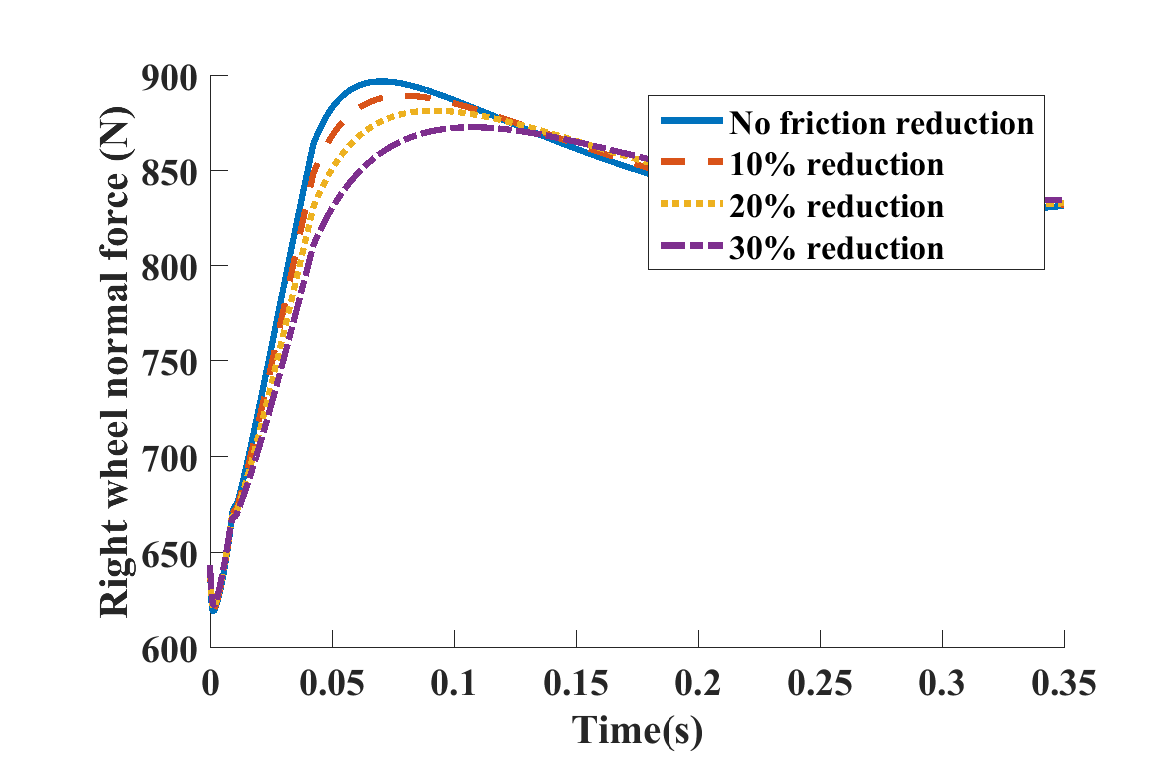 Right wheel normal force (N)
900
850
800
750
700
650
600
No friction reduction
10% reduction
20% reduction
30% reduction
0 0.05 0.1 0.15 0.2 0.25 0.3 0.35
Time(s)